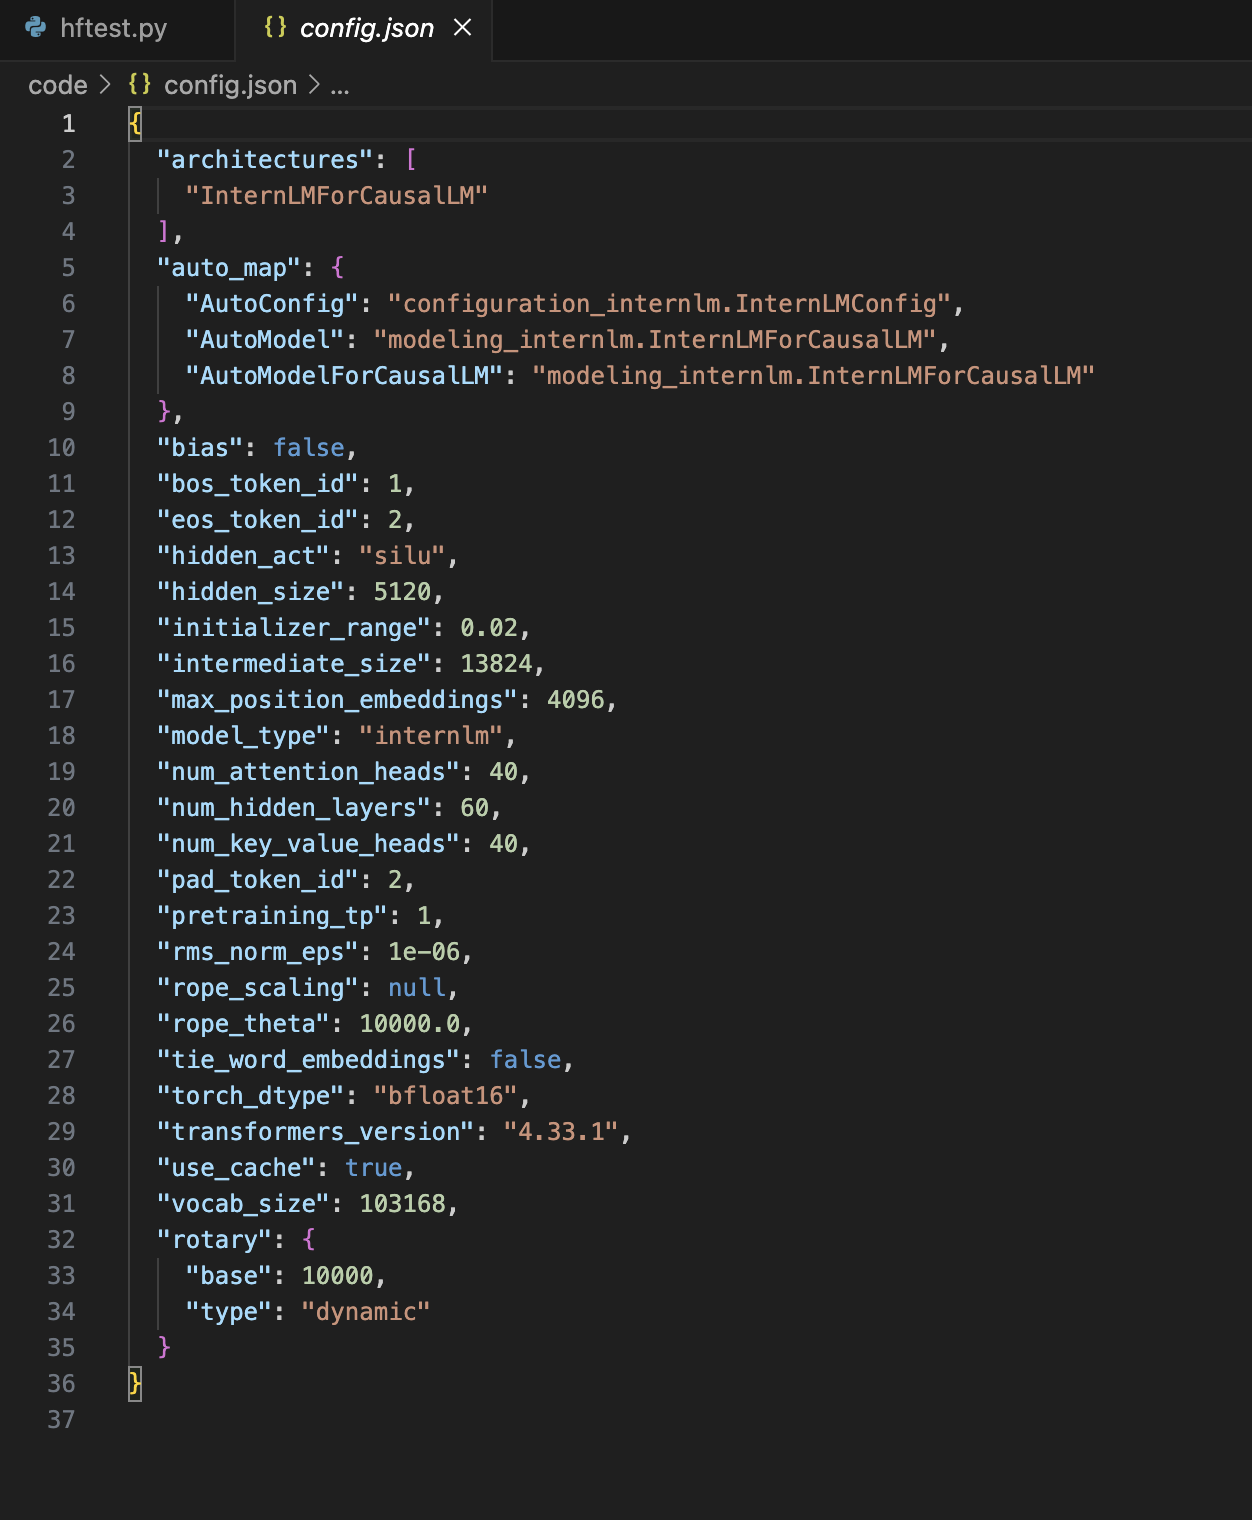 hftest.py
{} config.json ×
code > {} config.json > ...
1 {
2   "architectures": [
3     "InternLMForCausalLM"
4   ],
5   "auto_map": {
6     "AutoConfig": "configuration_internlm.InternLMConfig",
7     "AutoModel": "modeling_internlm.InternLMForCausalLM",
8     "AutoModelForCausalLM": "modeling_internlm.InternLMForCausalLM"
9   },
10   "bias": false,
11   "bos_token_id": 1,
12   "eos_token_id": 2,
13   "hidden_act": "silu",
14   "hidden_size": 5120,
15   "initializer_range": 0.02,
16   "intermediate_size": 13824,
17   "max_position_embeddings": 4096,
18   "model_type": "internlm",
19   "num_attention_heads": 40,
20   "num_hidden_layers": 60,
21   "num_key_value_heads": 40,
22   "pad_token_id": 2,
23   "pretraining_tp": 1,
24   "rms_norm_eps": 1e-06,
25   "rope_scaling": null,
26   "rope_theta": 10000.0,
27   "tie_word_embeddings": false,
28   "torch_dtype": "bfloat16",
29   "transformers_version": "4.33.1",
30   "use_cache": true,
31   "vocab_size": 103168,
32   "rotary": {
33     "base": 10000,
34     "type": "dynamic"
35   }
36 }
37